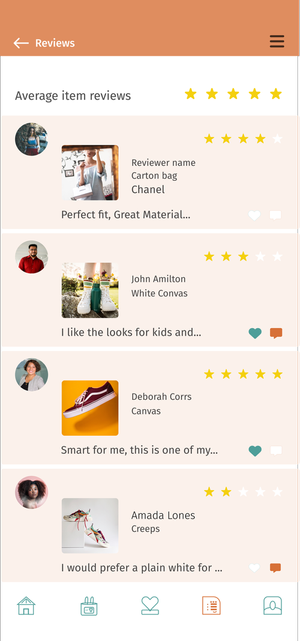 Reviews
Average item reviews
Reviewer name
Carton bag
Chanel
Perfect fit, Great Material...
John Amilton
White Convas
I like the looks for kids and...
Deborah Corrs
Canvas
Smart for me, this is one of my...
Amada Lones
Creeps
I would prefer a plain white for ...